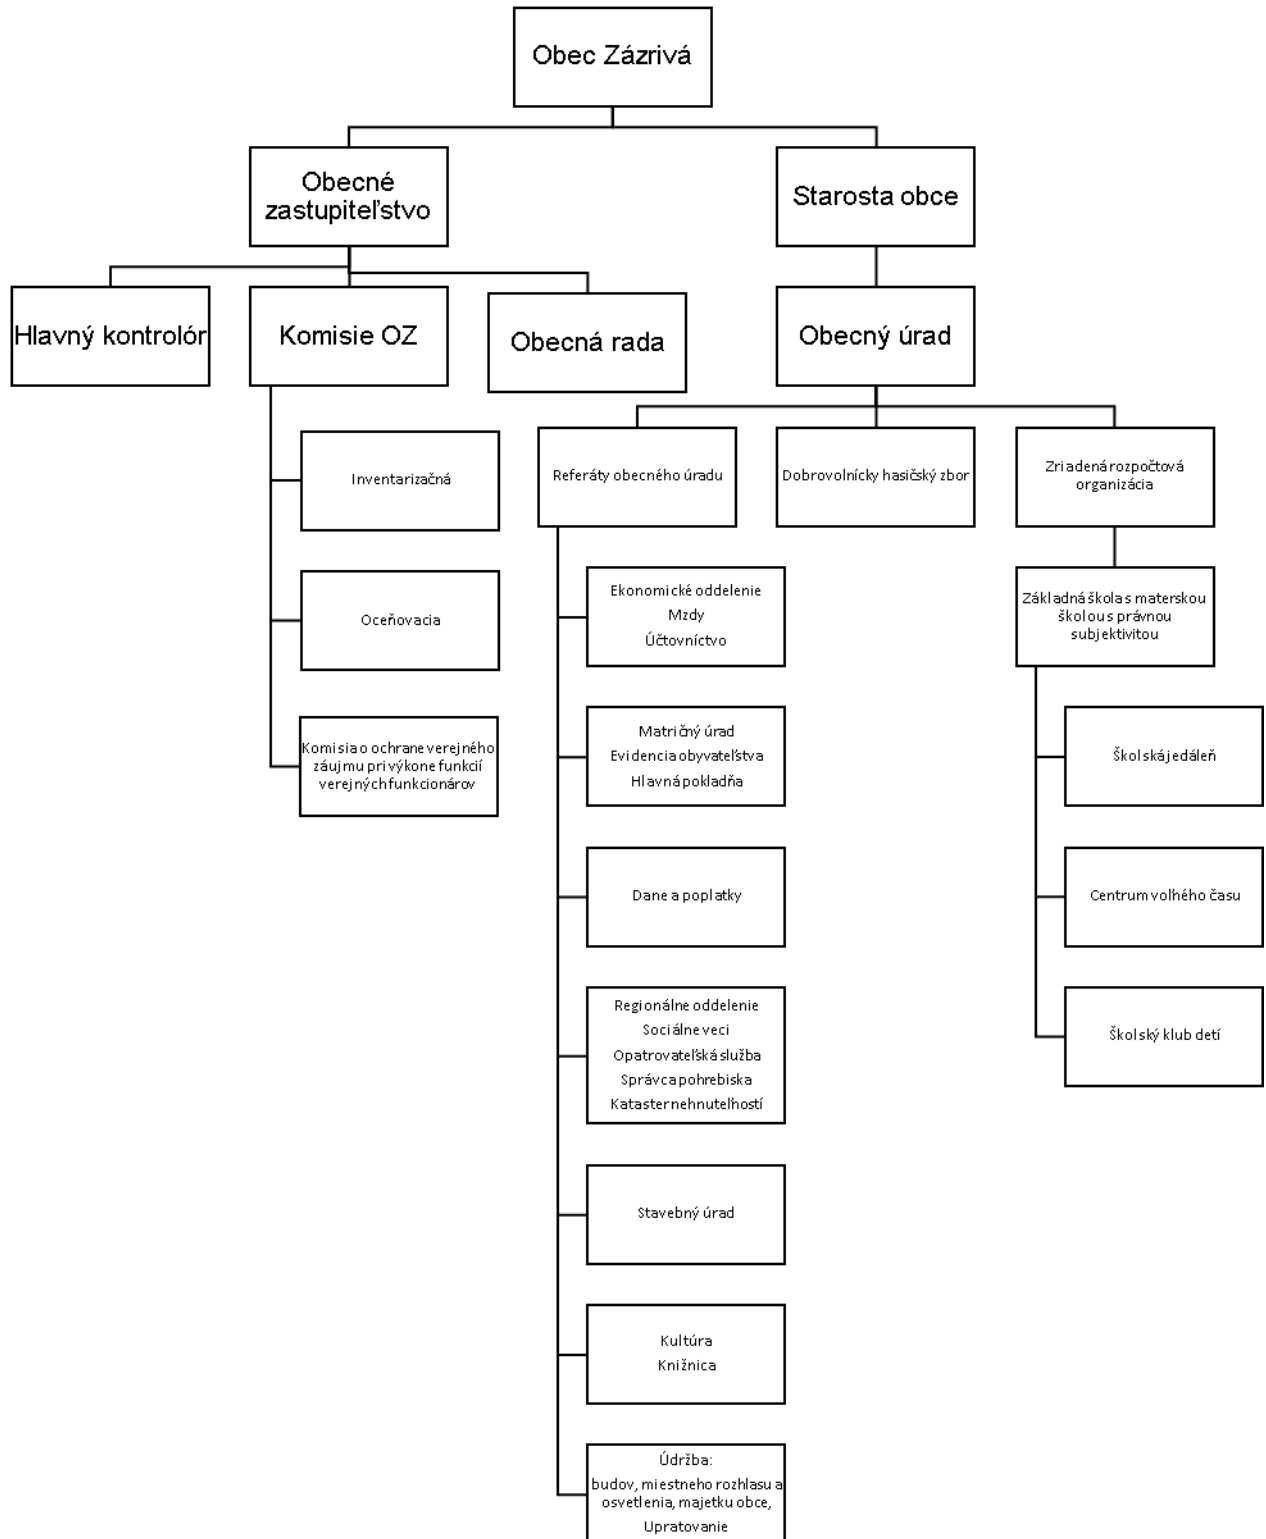 Obec Zázrivá
Obecné
zastupiteľstvo
Starosta obce
Hlavný kontrolór
Komisie OZ
Obecná rada
Obecný úrad
Inventarizačná
Oceňovacia
Komisia o ochrane verejného
záujmu pri výkone funkcií
verejných funkcionárov
Referáty obecného úradu
Dobrovolnícky hasičský zbor
Zriadená rozpočtová
organizácia
Ekonomické oddelenie
Mzdy
Účtovníctvo
Matričný úrad
Evidencia obyvateľstva
Hlavná pokladňa
Dane a poplatky
Regionálne oddelenie
Sociálne veci
Opatrovateľská služba
Správca pohrebiska
Kataster nehnuteľností
Stavebný úrad
Kultúra
Knižnica
Údržba:
budov, miestneho rozhlasu a
osvetlenia, majetku obce,
Upratovanie
Základná škola s materskou
školou s právnou
subjektivitou
Školská jedáleň
Centrum voľného času
Školský klub detí